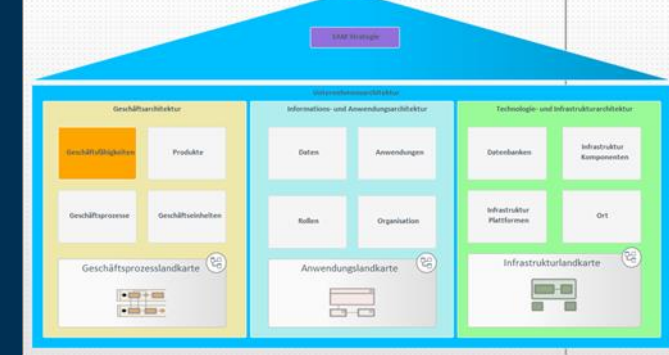 SAM Strategie
Unternehmensarchitektur
Geschäftsarchitektur
Informations- und Anwendungsarchitektur
Technologie- und Infrastrukturarchitektur
Geschäftsfähigkeiten
Produkte
Daten
Anwendungen
Datenbanken
Infrastruktur
Komponenten
Geschäftsprozesse
Geschäftseinheiten
Rollen
Organisation
Infrastruktur
Plattformen
Ort
Geschäftsprozesslandkarte
Anwendungslandkarte
Infrastrukturlandkarte